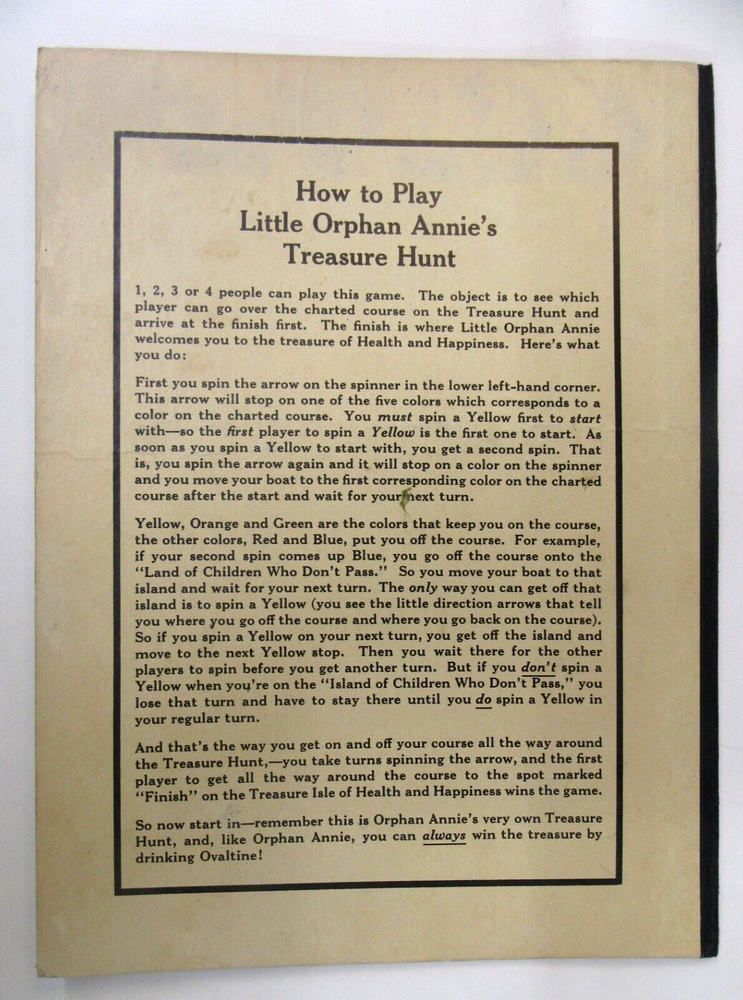 How to Play
Little Orphan Annie's
Treasure Hunt
1, 2, 3 or 4 people can play this game. The object is to see which
player can go over the charted course on the Treasure Hunt and
arrive at the finish first. The finish is where Little Orphan Annie
welcomes you to the treasure of Health and Happiness. Here's what
you do:
First you spin the arrow on the spinner in the lower left-hand corner.
This arrow will stop on one of the five colors which corresponds to a
color on the charted course. You must spin a Yellow first to start
with—so the first player to spin a Yellow is the first one to start. As
soon as you spin a Yellow to start with, you get a second spin. That
is, you spin the arrow again and it will stop on a color on the spinner
and you move your boat to the first corresponding color on the charted
course after the start and wait for your next turn.
Yellow, Orange and Green are the colors that keep you on the course,
the other colors, Red and Blue, put you off the course. For example,
if your second spin comes up Blue, you go off the course onto the
"Land of Children Who Don't Pass." So you move your boat to that
island and wait for your next turn. The only way you can get off that
island is to spin a Yellow (you see the little direction arrows that tell
you where you go off the course and where you go back on the course).
So if you spin a Yellow on your next turn, you get off the island and
move to the next Yellow stop. Then you wait there for the other
players to spin before you get another turn. But if you don't spin a
Yellow when you're on the "Island of Children Who Don't Pass," you
lose that turn and have to stay there until you do spin a Yellow in
your regular turn.
And that's the way you get on and off your course all the way around
the Treasure Hunt,—you take turns spinning the arrow, and the first
player to get all the way around the course to the spot marked
"Finish" on the Treasure Isle of Health and Happiness wins the game.
So now start in—remember this is Orphan Annie's very own Treasure
Hunt, and, like Orphan Annie, you can always win the treasure by
drinking Ovaltine!